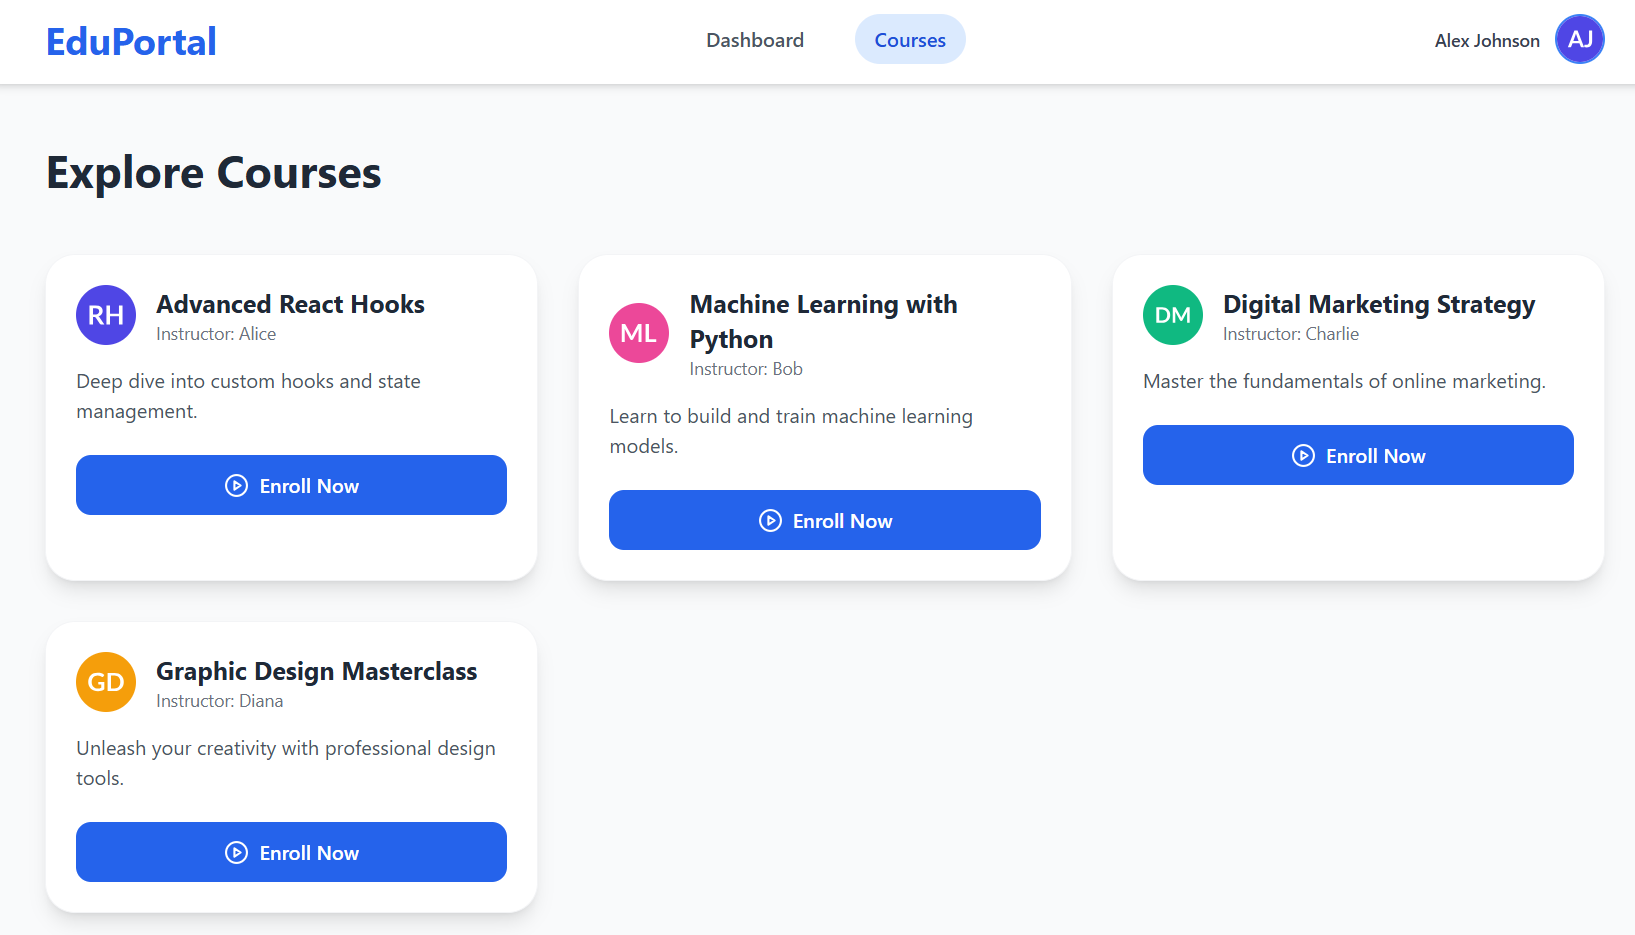 EduPortal
Dashboard
Courses
Alex Johnson
AJ
Explore Courses
RH
Advanced React Hooks
Instructor: Alice
Deep dive into custom hooks and state
management.
Enroll Now
ML
Machine Learning with
Python
Instructor: Bob
Learn to build and train machine learning
models.
Enroll Now
DM
Digital Marketing Strategy
Instructor: Charlie
Master the fundamentals of online marketing.
Enroll Now
GD
Graphic Design Masterclass
Instructor: Diana
Unleash your creativity with professional design
tools.
Enroll Now